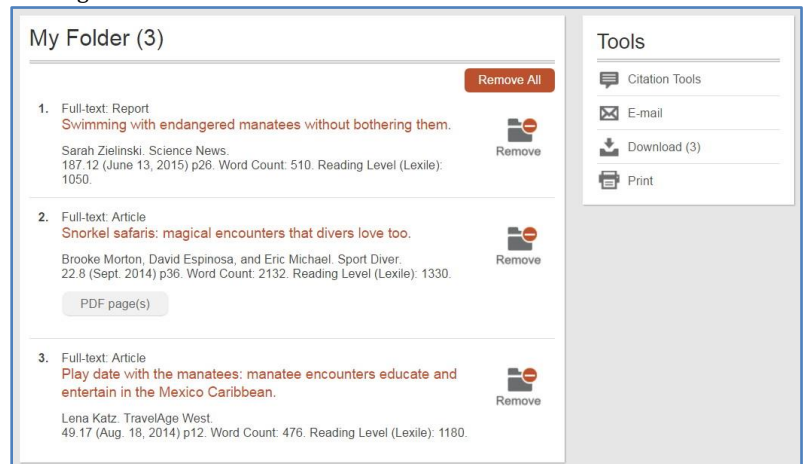 My Folder (3)
Remove All
1. Full-text: Report
Swimming with endangered manatees without bothering them.
Sarah Zielinski. Science News.
187.12 (June 13, 2015) p26. Word Count: 510. Reading Level (Lexile):
1050.
Remove
2. Full-text: Article
Snorkel safaris: magical encounters that divers love too.
Brooke Morton, David Espinosa, and Eric Michael. Sport Diver.
22.8 (Sept. 2014) p36. Word Count: 2132. Reading Level (Lexile): 1330.
Remove
PDF page(s)
3. Full-text: Article
Play date with the manatees: manatee encounters educate and
entertain in the Mexico Caribbean.
Lena Katz. TravelAge West.
49.17 (Aug. 18, 2014) p12. Word Count: 476. Reading Level (Lexile): 1180.
Remove
Tools
Citation Tools
E-mail
Download (3)
Print